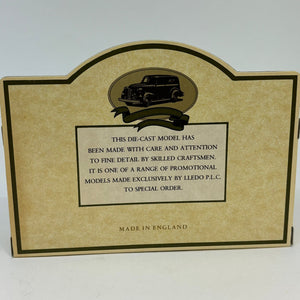 THIS DIE-CAST MODEL HAS
BEEN MADE WITH CARE AND ATTENTION
TO FINE DETAIL BY SKILLED CRAFTSMEN.
IT IS ONE OF A RANGE OF PROMOTIONAL
MODELS MADE EXCLUSIVELY BY LLEDO P.L.C.
TO SPECIAL ORDER.
MADE IN ENGLAND